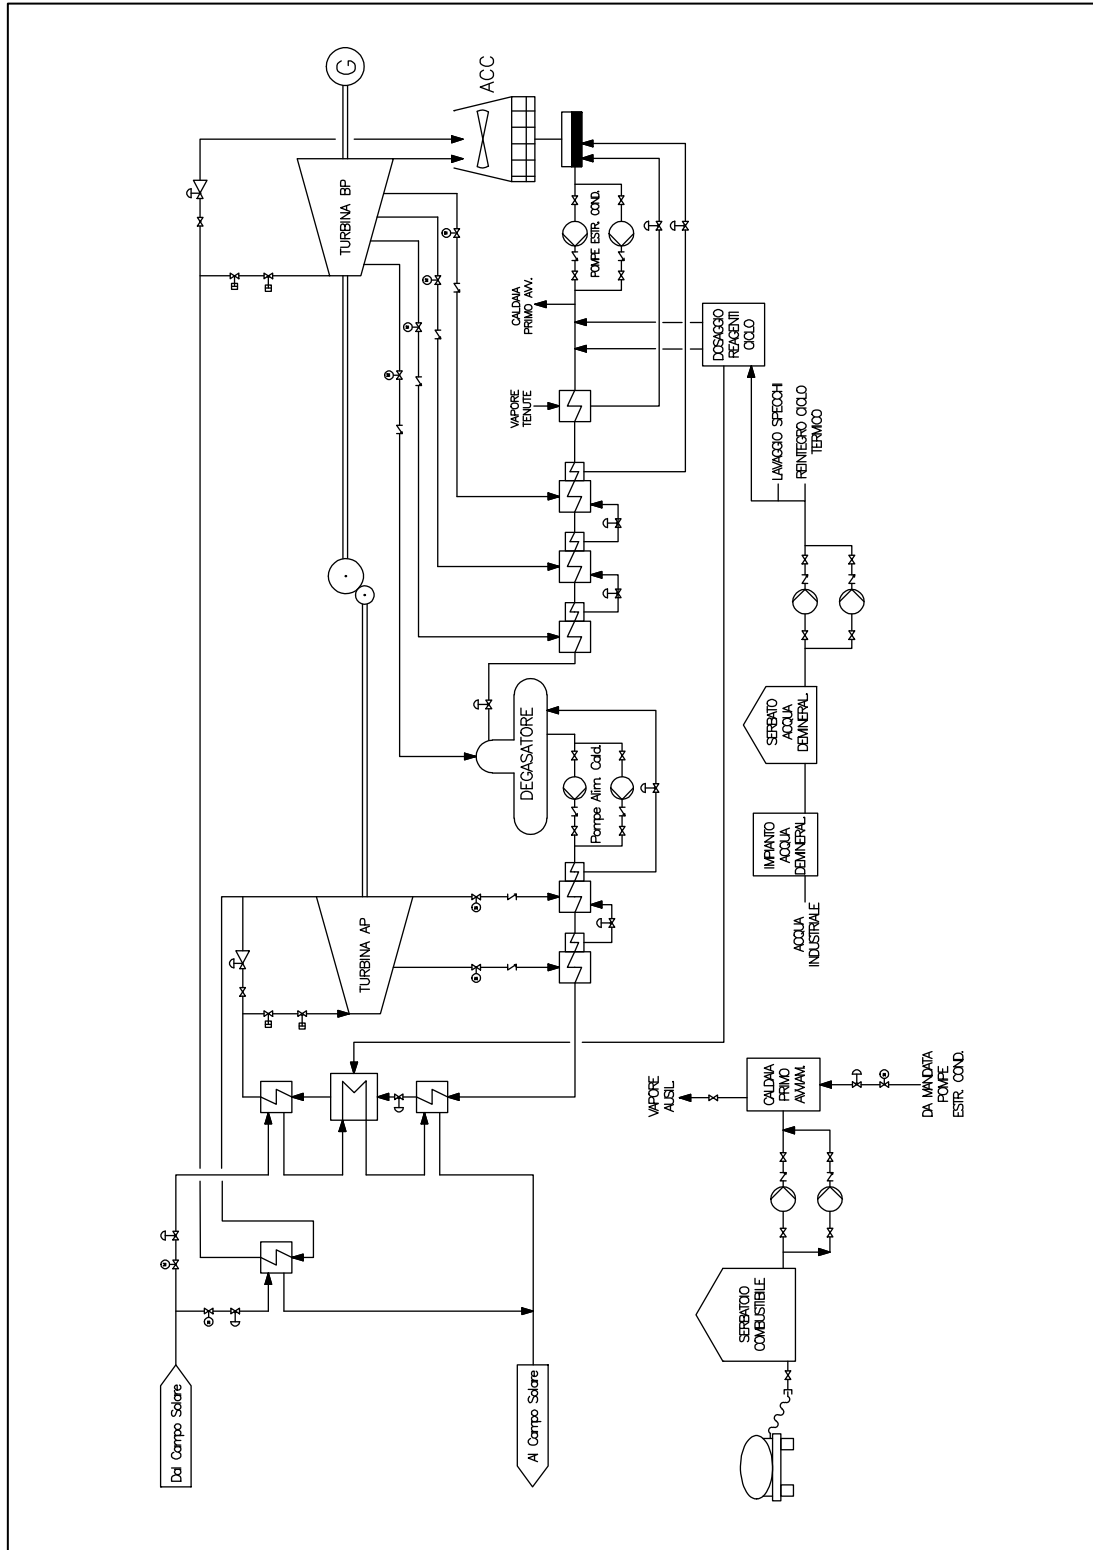 G
ACC
TURBINA BP
POMPE ESTR. COND.
CALDAIA
PRIMO AVV.
DOSAGGIO
REAGENTI
CICLO
VAPORE
TENUTE
LAVAGGIO SPECCHI
REINTEGRO CICLO
TERMICO
DEGASATORE
Pompe Alim. Cald.
SERBATO
ACQUA
DEMINERAL.
IMPIANTO
ACQUA
DEMINERAL.
ACQUA
INDUSTRIALE
TURBINA AP
VAPORE
AUSIL.
CALDAIA
PRIMO
AVVIAM.
DA MANDATA
POMPE
ESTR. COND.
SERBATOIO
COMBUSTIBILE
Dal Campo Solare
Al Campo Solare